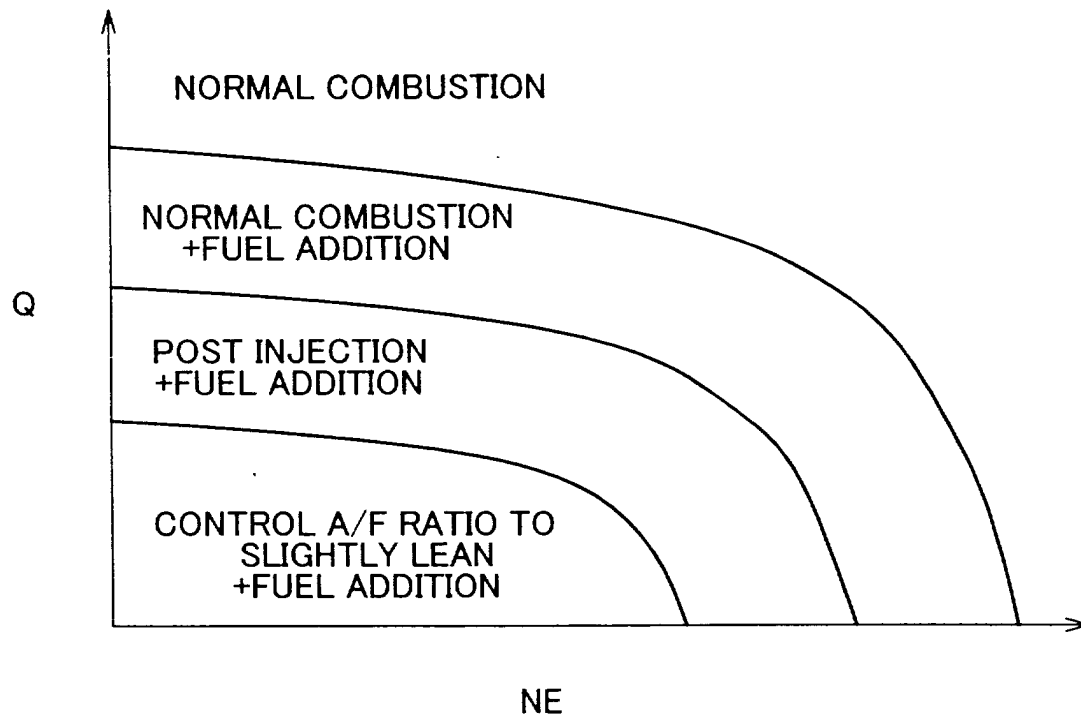 NORMAL COMBUSTION
NORMAL COMBUSTION
+FUEL ADDITION
Q
POST INJECTION
+FUEL ADDITION
CONTROL A/F RATIO TO
SLIGHTLY LEAN
+FUEL ADDITION
NE